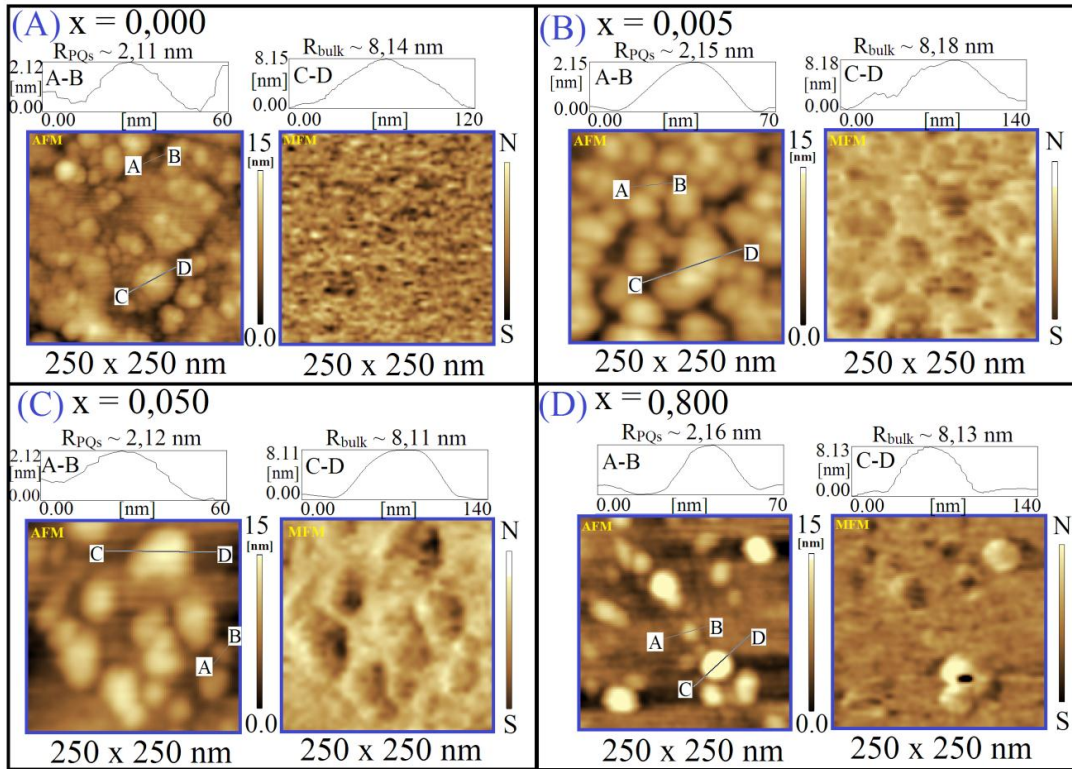 (A) x = 0,000
R_PQs ~ 2,11 nm
R_bulk ~ 8,14 nm
2.12
[nm]
0.00
A-B
0.00 [nm] 60
8.15
[nm]
0.00
C-D
0.00 [nm] 120
AFM
A
B
C
D
15
[nm]
0.0
MFM
N
S
250 x 250 nm
250 x 250 nm
(B) x = 0,005
R_PQs ~ 2,15 nm
R_bulk ~ 8,18 nm
2.15
[nm]
0.00
A-B
0.00 [nm] 70
8.18
[nm]
0.00
C-D
0.00 [nm] 140
AFM
A
B
C
D
15
[nm]
0.0
MFM
N
S
250 x 250 nm
250 x 250 nm
(C) x = 0,050
R_PQs ~ 2,12 nm
R_bulk ~ 8,11 nm
2.12
[nm]
0.00
A-B
0.00 [nm] 60
8.11
[nm]
0.00
C-D
0.00 [nm] 140
AFM
C
D
B
A
15
[nm]
0.0
MFM
N
S
250 x 250 nm
250 x 250 nm
(D) x = 0,800
R_PQs ~ 2,16 nm
R_bulk ~ 8,13 nm
A-B
0.00 [nm] 70
8.13
[nm]
0.00
C-D
0.00 [nm] 140
AFM
A
B
D
C
15
[nm]
0.0
MFM
N
S
250 x 250 nm
250 x 250 nm